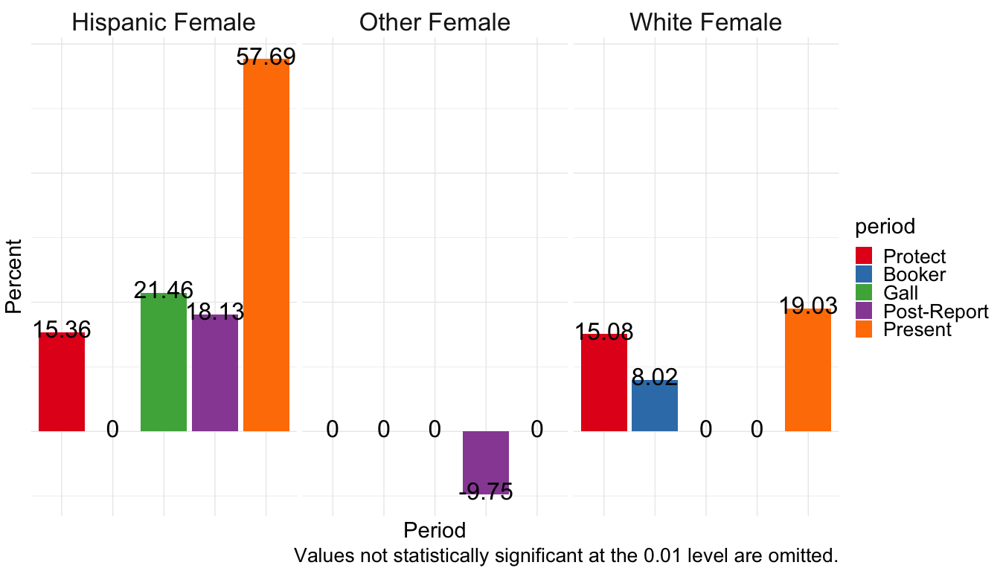 Hispanic Female
Other Female
White Female
Percent
15.36
0
21.46
18.13
57.69
0
0
0
-9.75
0
15.08
8.02
0
0
19.03
period
Protect
Booker
Gall
Post-Report
Present
Period
Values not statistically significant at the 0.01 level are omitted.